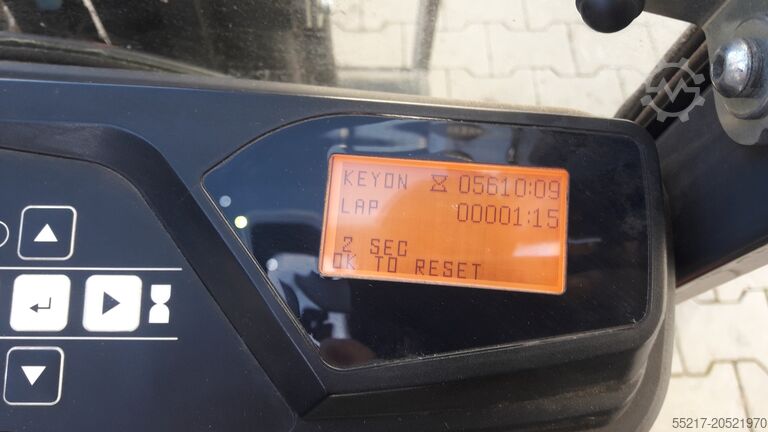 KEYON 05610:09
LAP 00001:15
2 SEC
OK TO RESET
55217-20521970